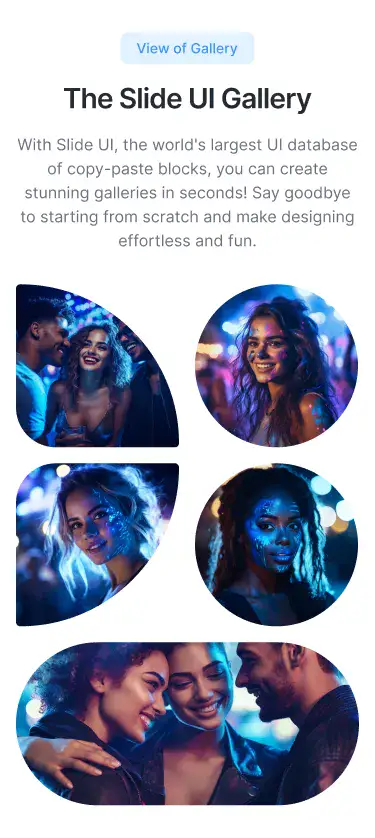 View of Gallery
The Slide UI Gallery
With Slide UI, the world's largest UI database
of copy-paste blocks, you can create
stunning galleries in seconds! Say goodbye
to starting from scratch and make designing
effortless and fun.